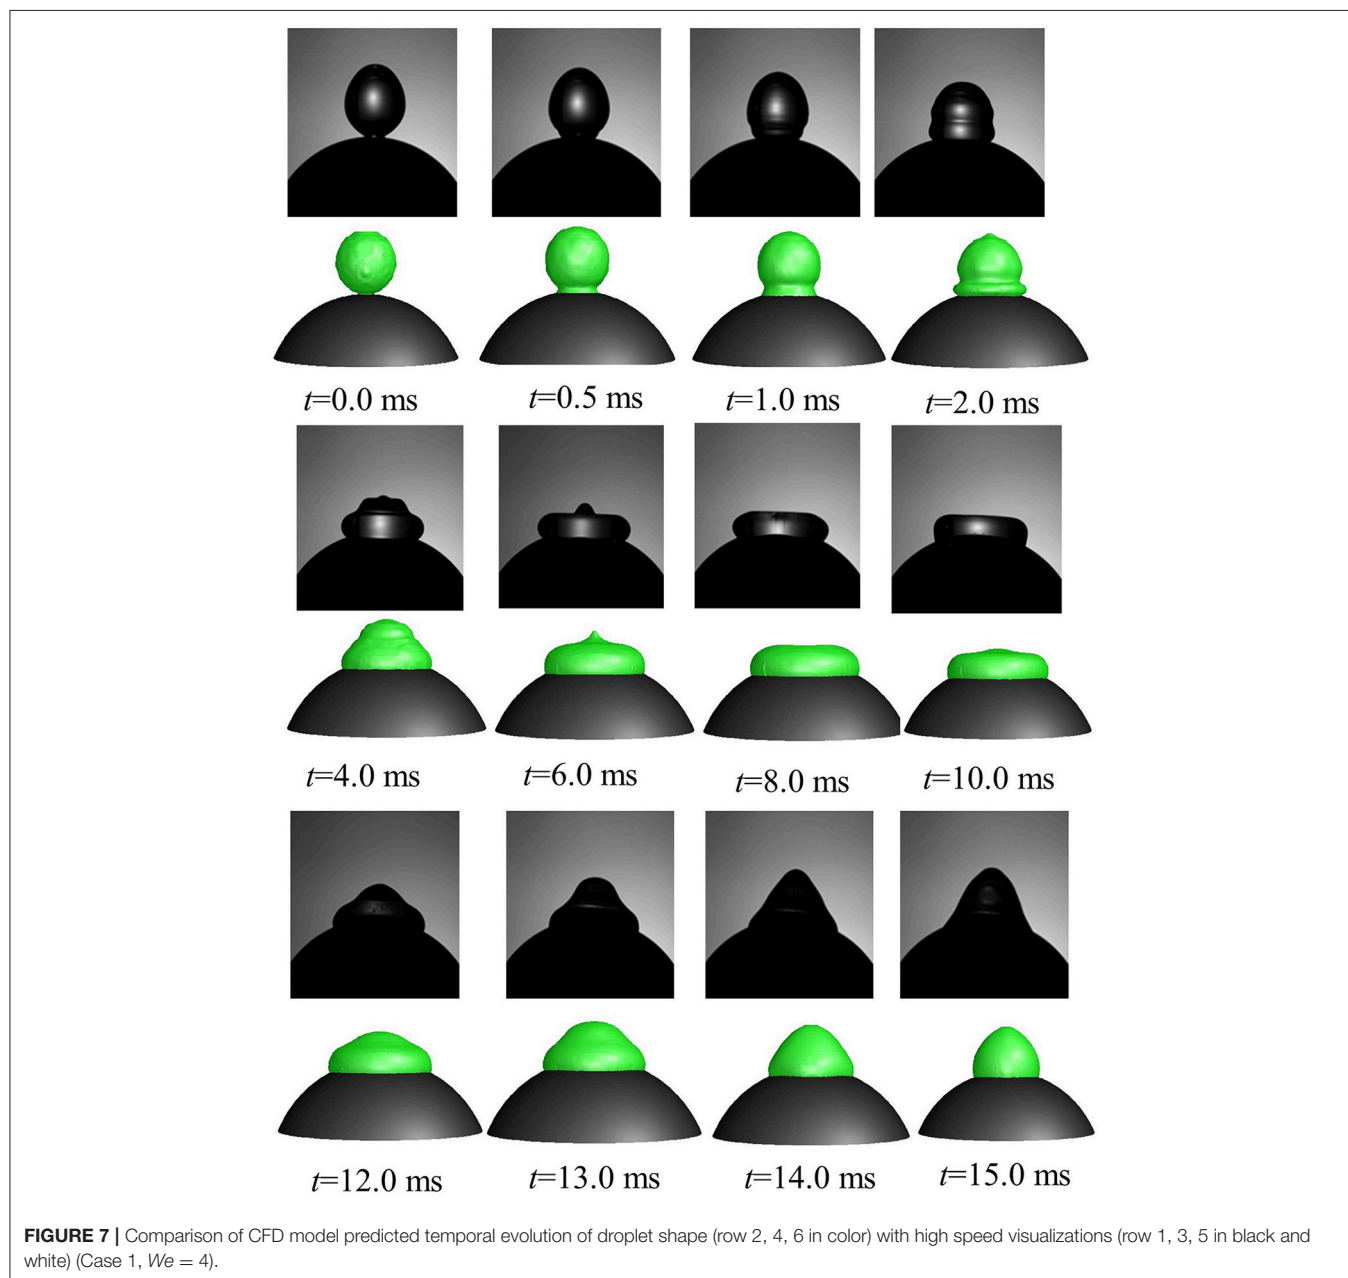 t=0.0 ms
t=0.5 ms
t=1.0 ms
t=2.0 ms
t=4.0 ms
t=6.0 ms
t=8.0 ms
t=10.0 ms
t=12.0 ms
t=13.0 ms
t=14.0 ms
t=15.0 ms
FIGURE 7 | Comparison of CFD model predicted temporal evolution of droplet shape (row 2, 4, 6 in color) with high speed visualizations (row 1, 3, 5 in black and
white) (Case 1, We = 4).